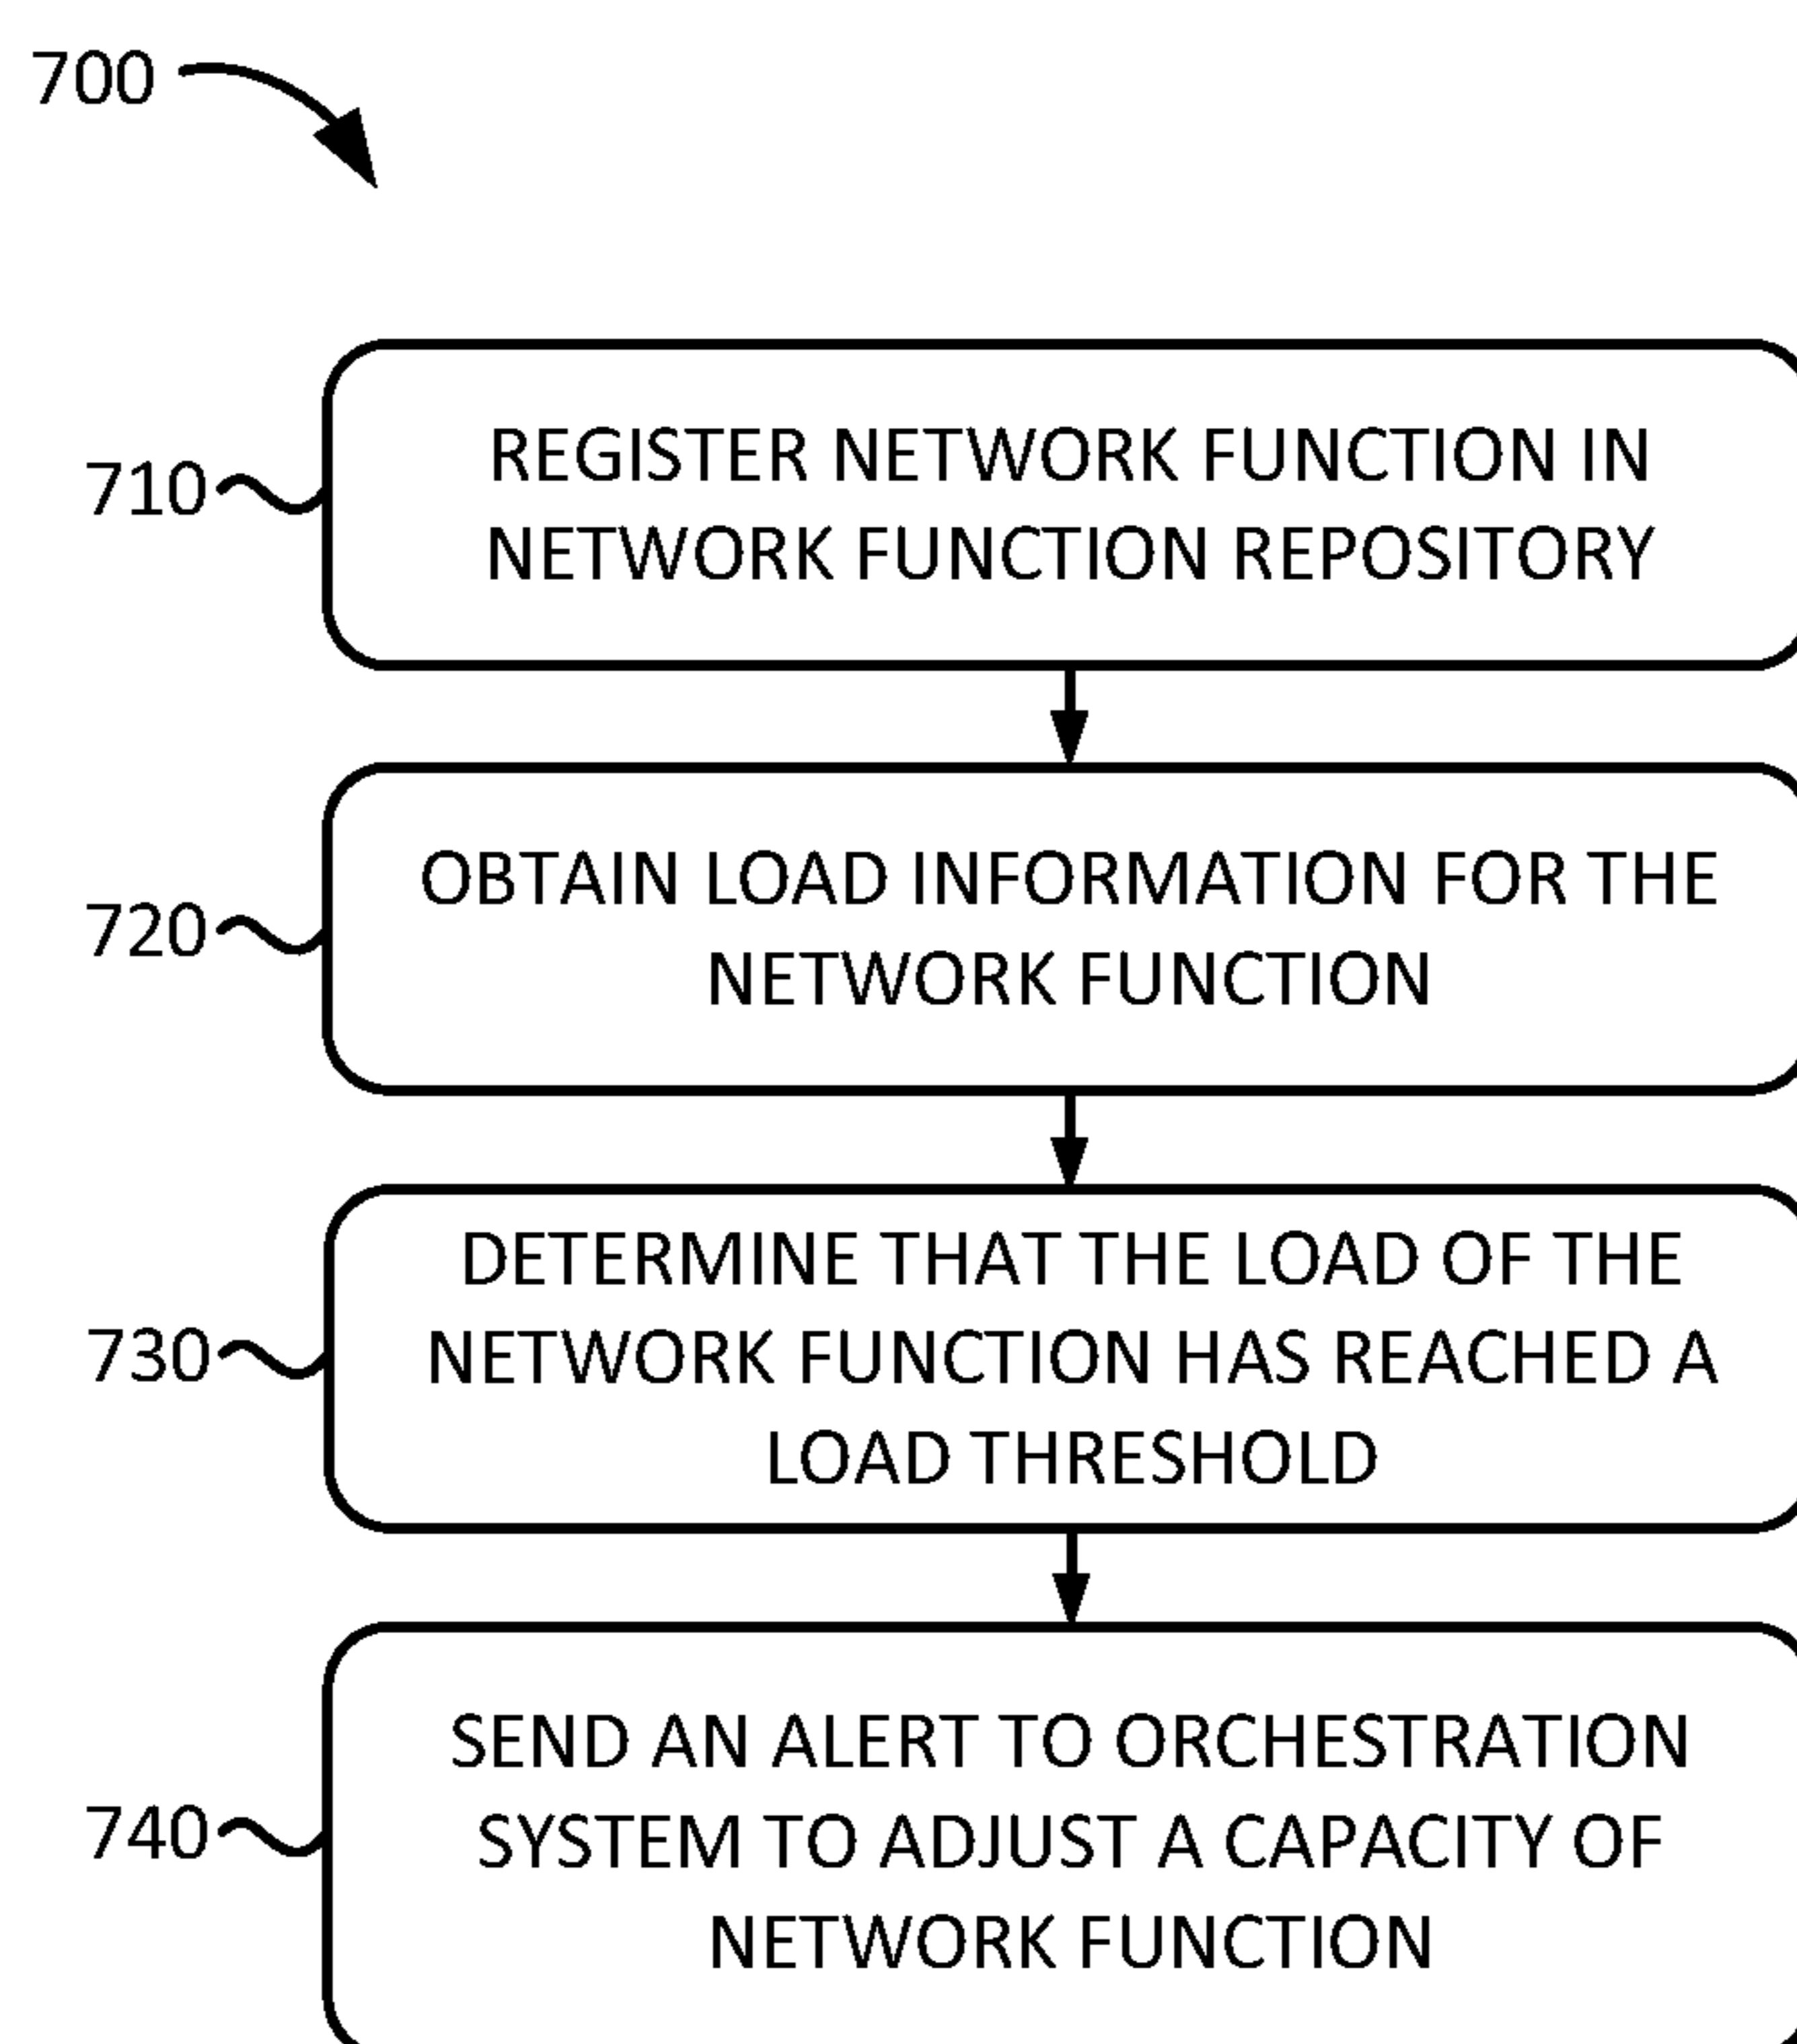 700
710
REGISTER NETWORK FUNCTION IN
NETWORK FUNCTION REPOSITORY
720
OBTAIN LOAD INFORMATION FOR THE
NETWORK FUNCTION
730
DETERMINE THAT THE LOAD OF THE
NETWORK FUNCTION HAS REACHED A
LOAD THRESHOLD
740
SEND AN ALERT TO ORCHESTRATION
SYSTEM TO ADJUST A CAPACITY OF
NETWORK FUNCTION